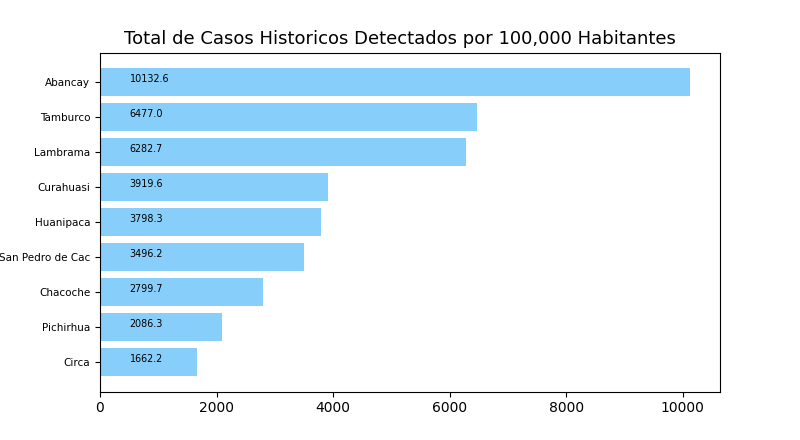 Total de Casos Historicos Detectados por 100,000 Habitantes
Abancay 10132.6
Tamburco 6477.0
Lambrama 6282.7
Curahuasi 3919.6
Huanipaca 3798.3
San Pedro de Cac 3496.2
Chacoche 2799.7
Pichirhua 2086.3
Circa 1662.2
0 2000 4000 6000 8000 10000